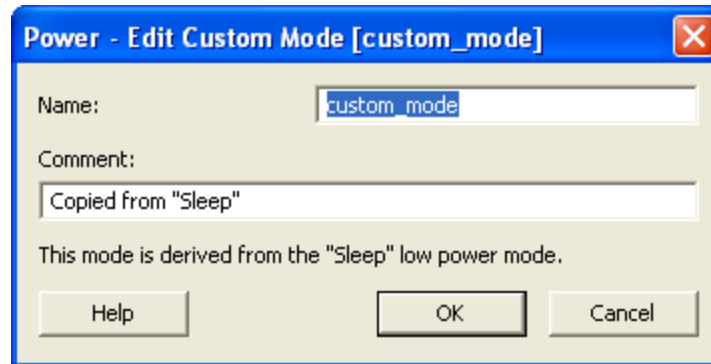 Power - Edit Custom Mode [custom_mode]
Name:
custom_mode
Comment:
Copied from "Sleep"
This mode is derived from the "Sleep" low power mode.
Help OK Cancel